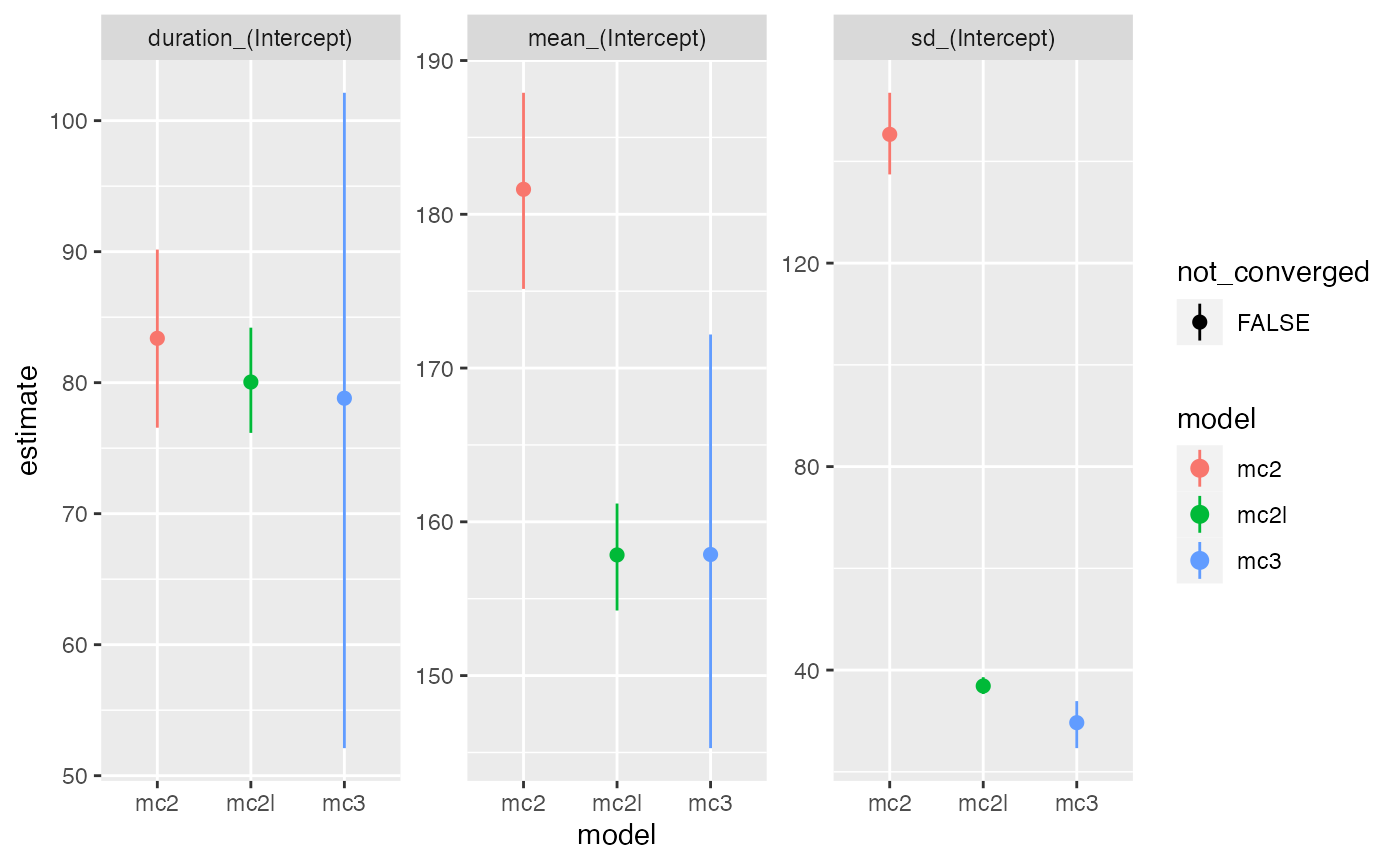 duration_(Intercept)
mean_(Intercept)
sd_(Intercept)
estimate
100
90
80
70
60
50
190
180
170
160
150
120
80
40
mc2 mc2l mc3
mc2 mc2l mc3
mc2 mc2l mc3
model
not_converged
FALSE
model
mc2
mc2l
mc3